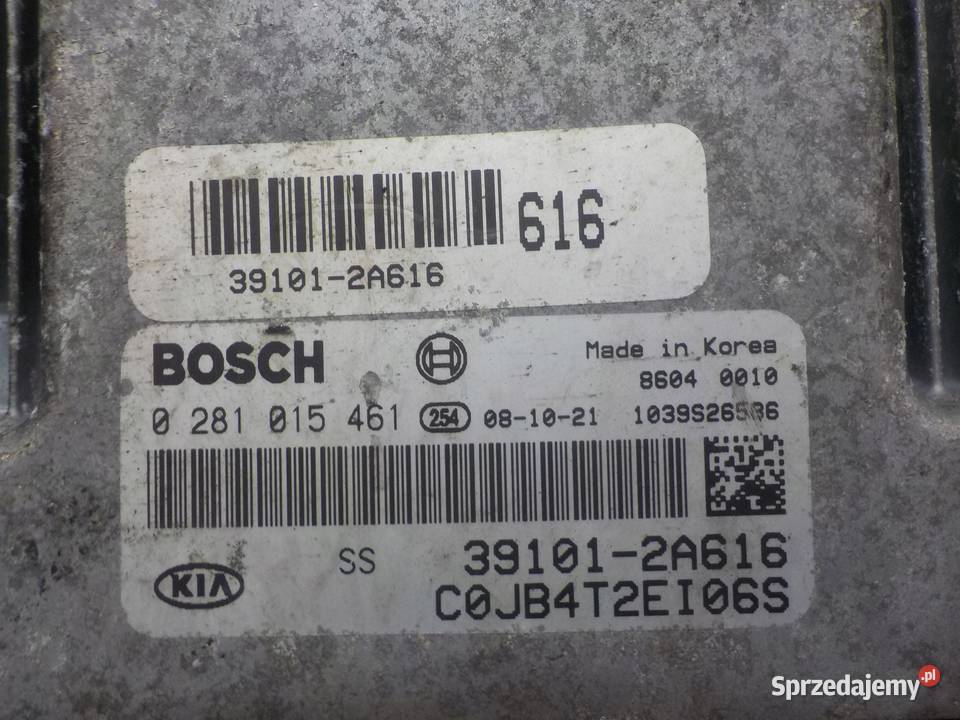 616
39101-2A616
BOSCH
Made in Korea
8604 0010
0 281 015 461 254 08-10-21
SS 39101-2A616
KIA C0JB4T2EI06S
Sprzedajemy.pl